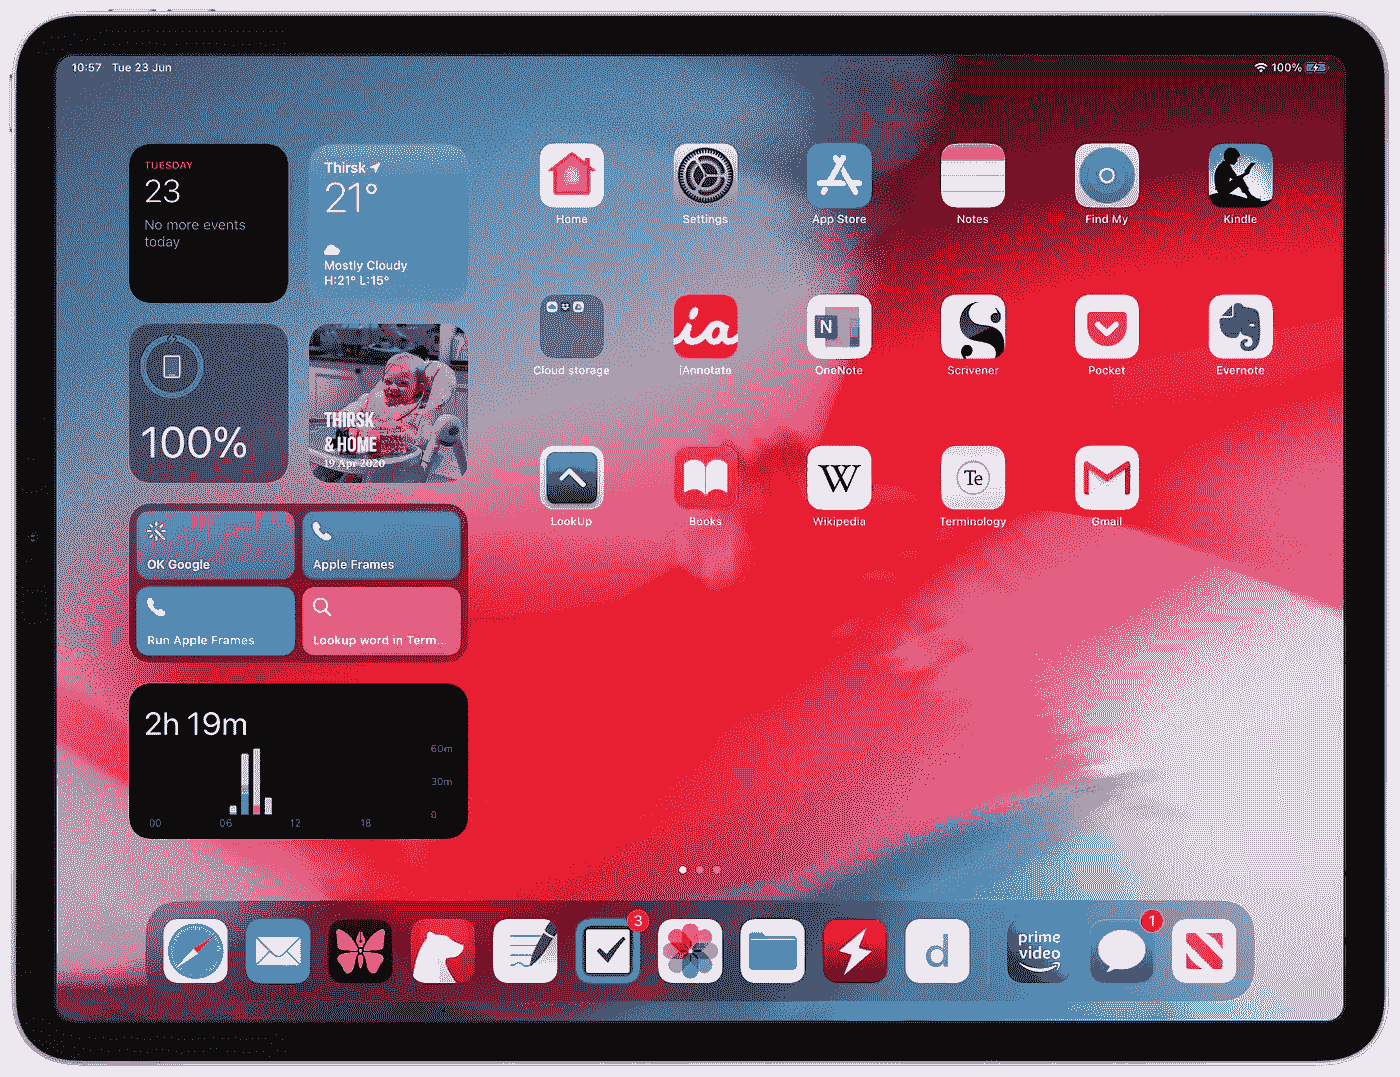 10:57 Tue 23 Jun
100%
TUESDAY
23
No more events
today
Thirsk
21°
Mostly Cloudy
H:21° L:15°
100%
THIRSK
& HOME
19 Apr 2020
OK Google
Apple Frames
Run Apple Frames
Lookup word in Term...
2h 19m
60m
30m
0
00 06 12 18
Home Settings App Store Notes Find My Kindle
ia
N
Cloud storage iAnnotate OneNote Scrivener Pocket Evernote
W
Te
LookUp Books Wikipedia Terminology Gmail
3
d
prime
video
1